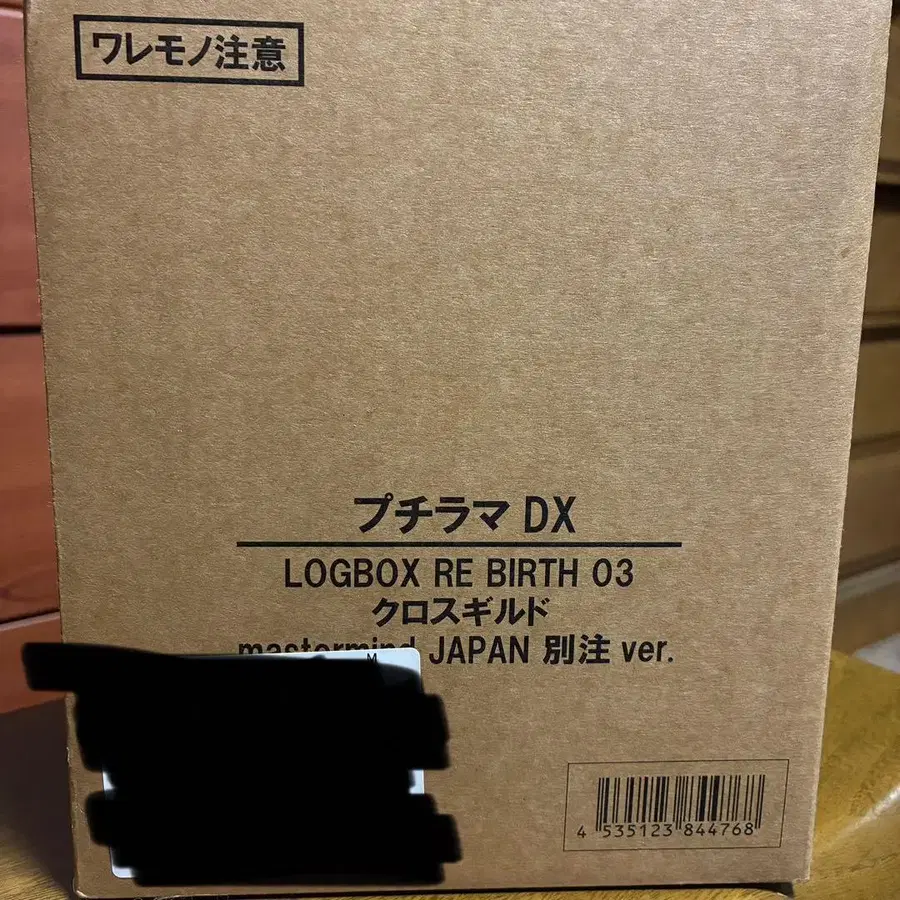 ワレモノ注意
プチラマ DX
LOGBOX RE BIRTH 03
クロスギルド
mastermind JAPAN 別注 ver.
M
4 535123 844768